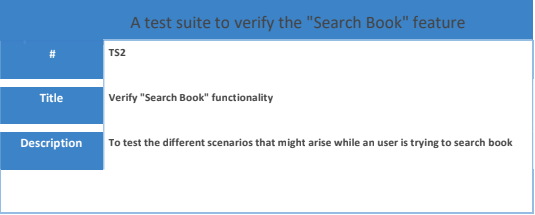 A test suite to verify the "Search Book" feature
# TS2
Title Verify "Search Book" functionality
Description To test the different scenarios that might arise while an user is trying to search book